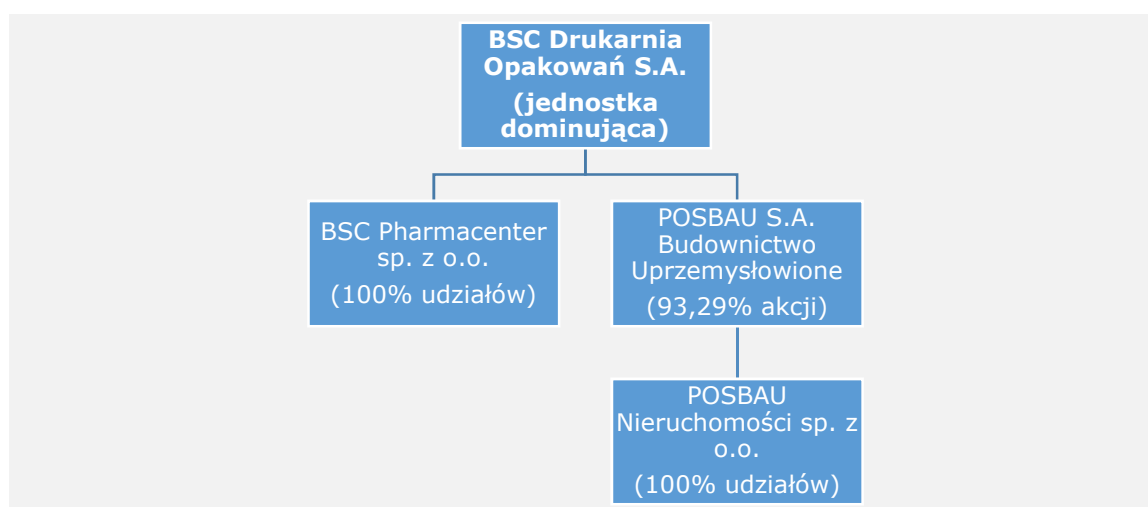 BSC Drukarnia
Opakowań S.A.
(jednostka
dominująca)
BSC Pharmacenter
sp. z o.o.
(100% udziałów)
POSBAU S.A.
Budownictwo
Uprzemysłowione
(93,29% akcji)
POSBAU
Nieruchomości sp. z
o.o.
(100% udziałów)